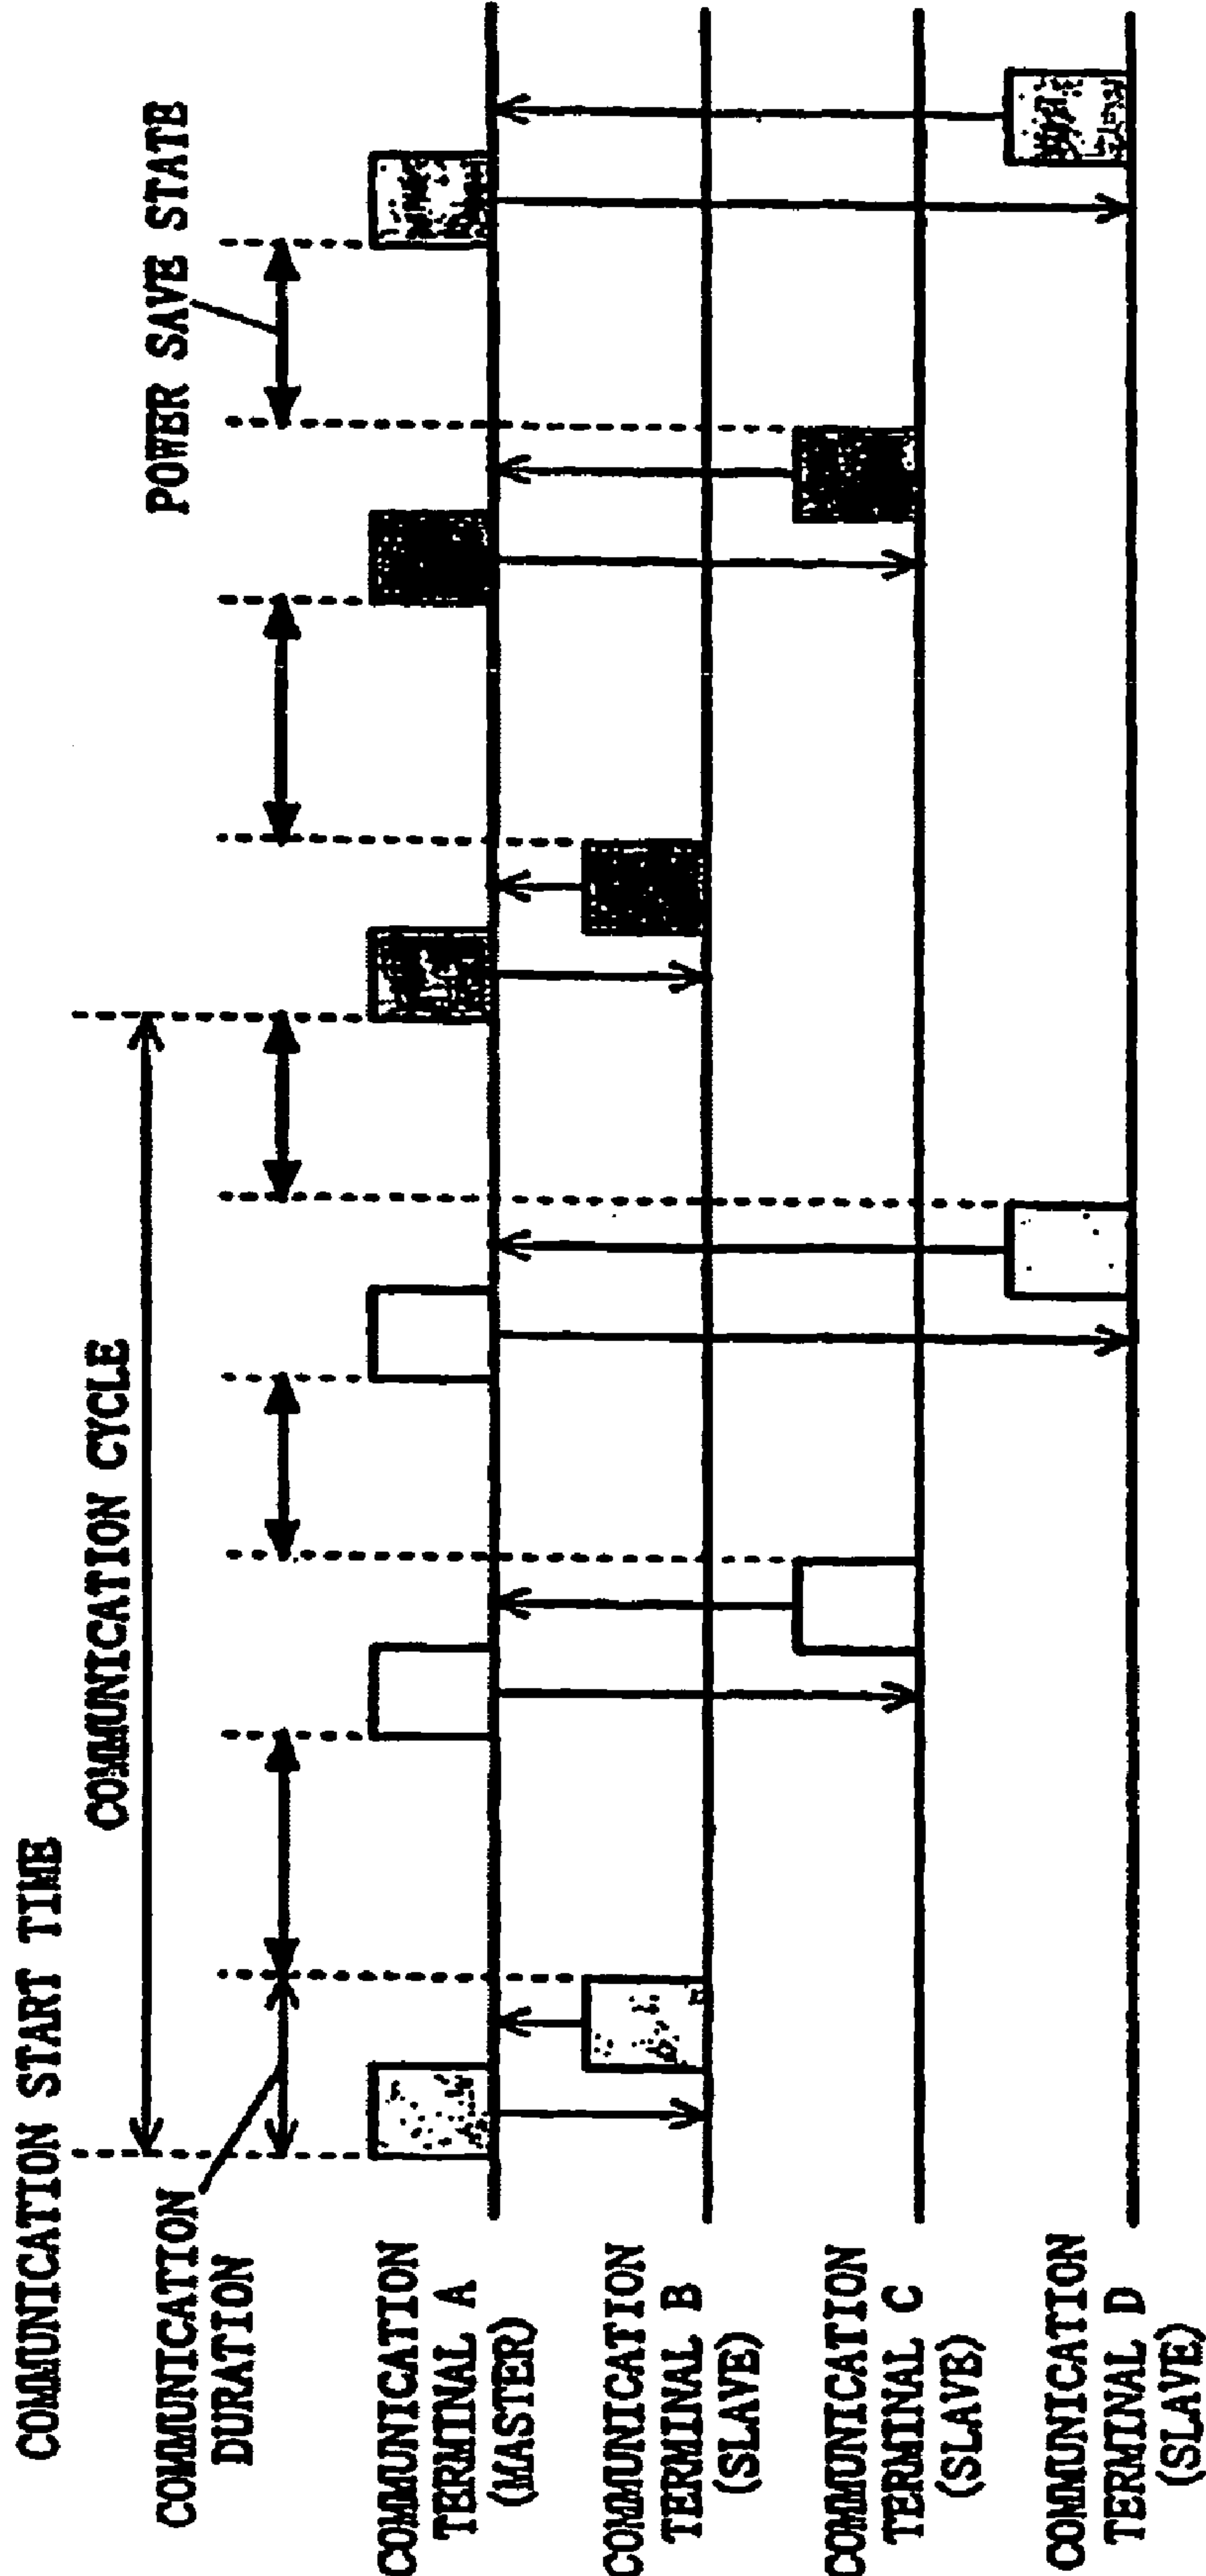 COMMUNICATION START TIME
COMMUNICATION CYCLE
COMMUNICATION
DURATION
POWER SAVE STATE
COMMUNICATION
TERMINAL A
(MASTER)
COMMUNICATION
TERMINAL B
(SLAVE)
COMMUNICATION
TERMINAL C
(SLAVE)
COMMUNICATION
TERMINAL D
(SLAVE)